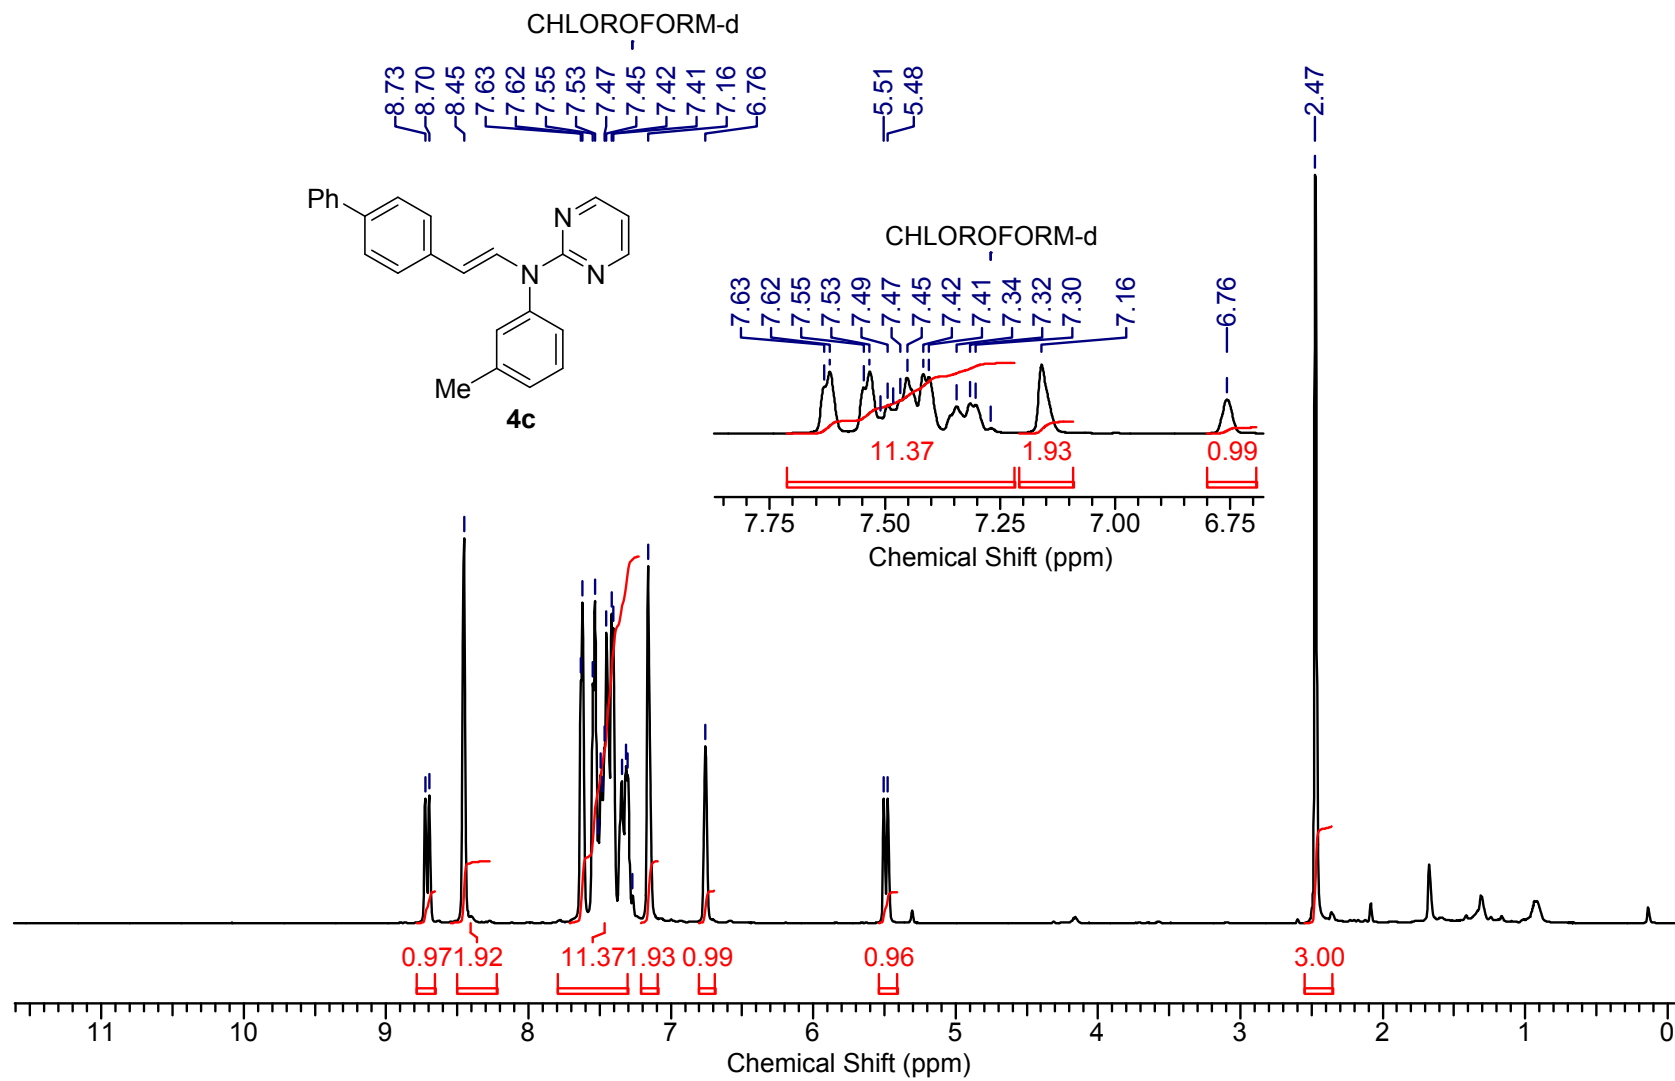 CHLOROFORM-d
8.73
8.70
8.45
7.63
7.62
7.55
7.53
7.47
7.45
7.42
7.41
7.16
6.76
5.51
5.48
2.47
Ph
N
N
N
Me
4c
CHLOROFORM-d
7.63
7.62
7.55
7.53
7.49
7.47
7.45
7.42
7.41
7.34
7.32
7.30
7.16
6.76
11.37 1.93 0.99
7.75 7.50 7.25 7.00 6.75
Chemical Shift (ppm)
0.97 1.92 11.37 1.93 0.99 0.96 3.00
11 10 9 8 7 6 5 4 3 2 1 0
Chemical Shift (ppm)